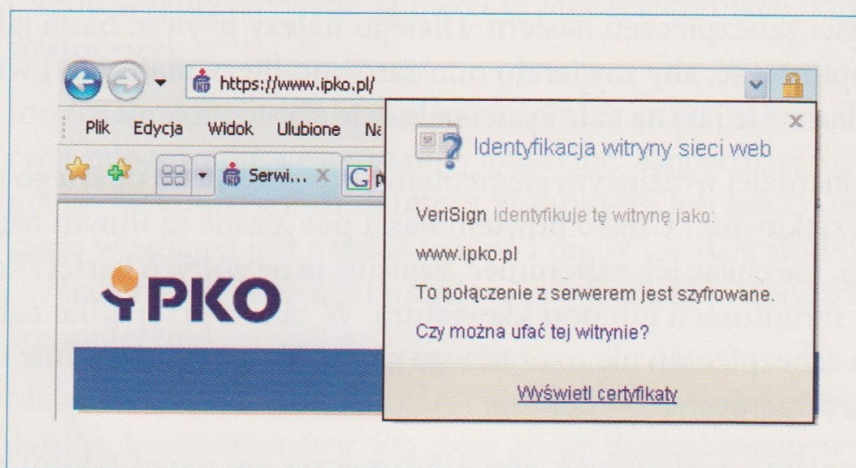 https://www.ipko.pl/
Plik Edycja Widok Ulubione
Serwi...
iPKO
Identyfikacja witryny sieci web
VeriSign identyfikuje tę witrynę jako:
www.ipko.pl
To połączenie z serwerem jest szyfrowane.
Czy można ufać tej witrynie?
Wyświetl certyfikaty